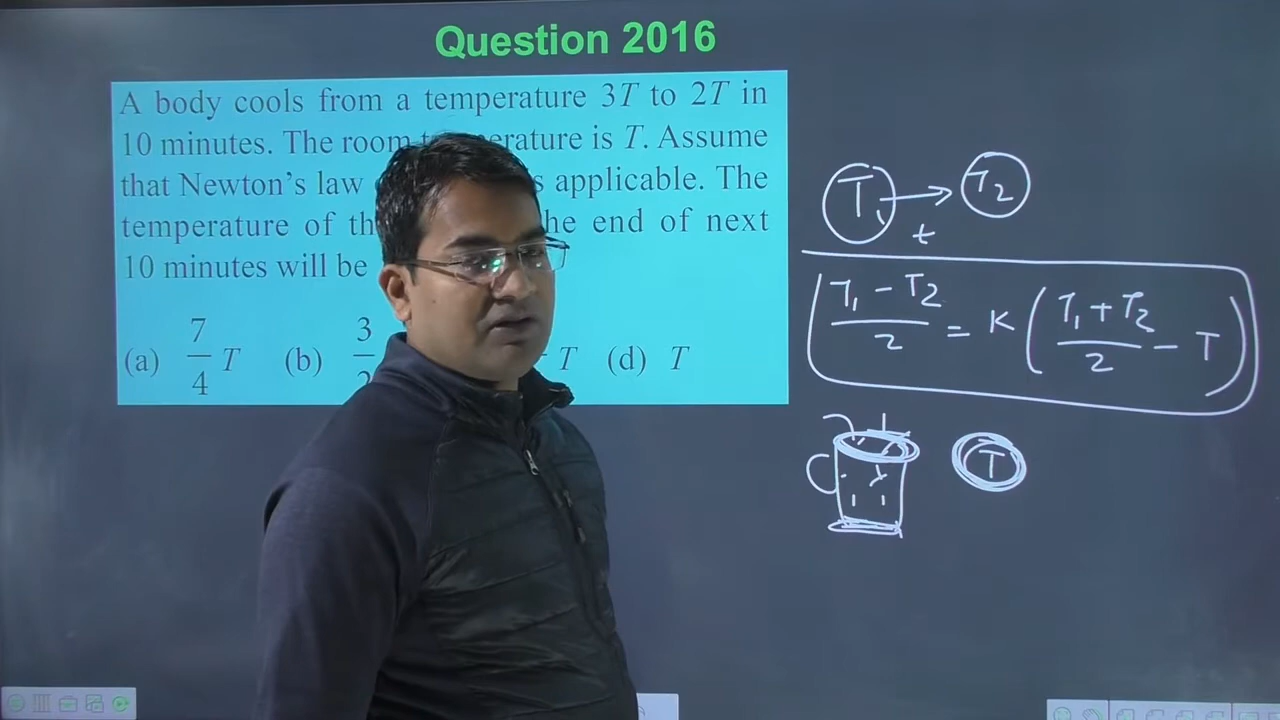 Question 2016
A body cools from a temperature 3T to 2T in
10 minutes. The room is T. Assume
that Newton's law applicable. The
temperature of end of next
10 minutes will be
(a) 7/4 T (b) 3 T (d) T
T₁ → T₂
t
(T₁ - T₂)/2 = K ((T₁ + T₂)/2 - T)
T